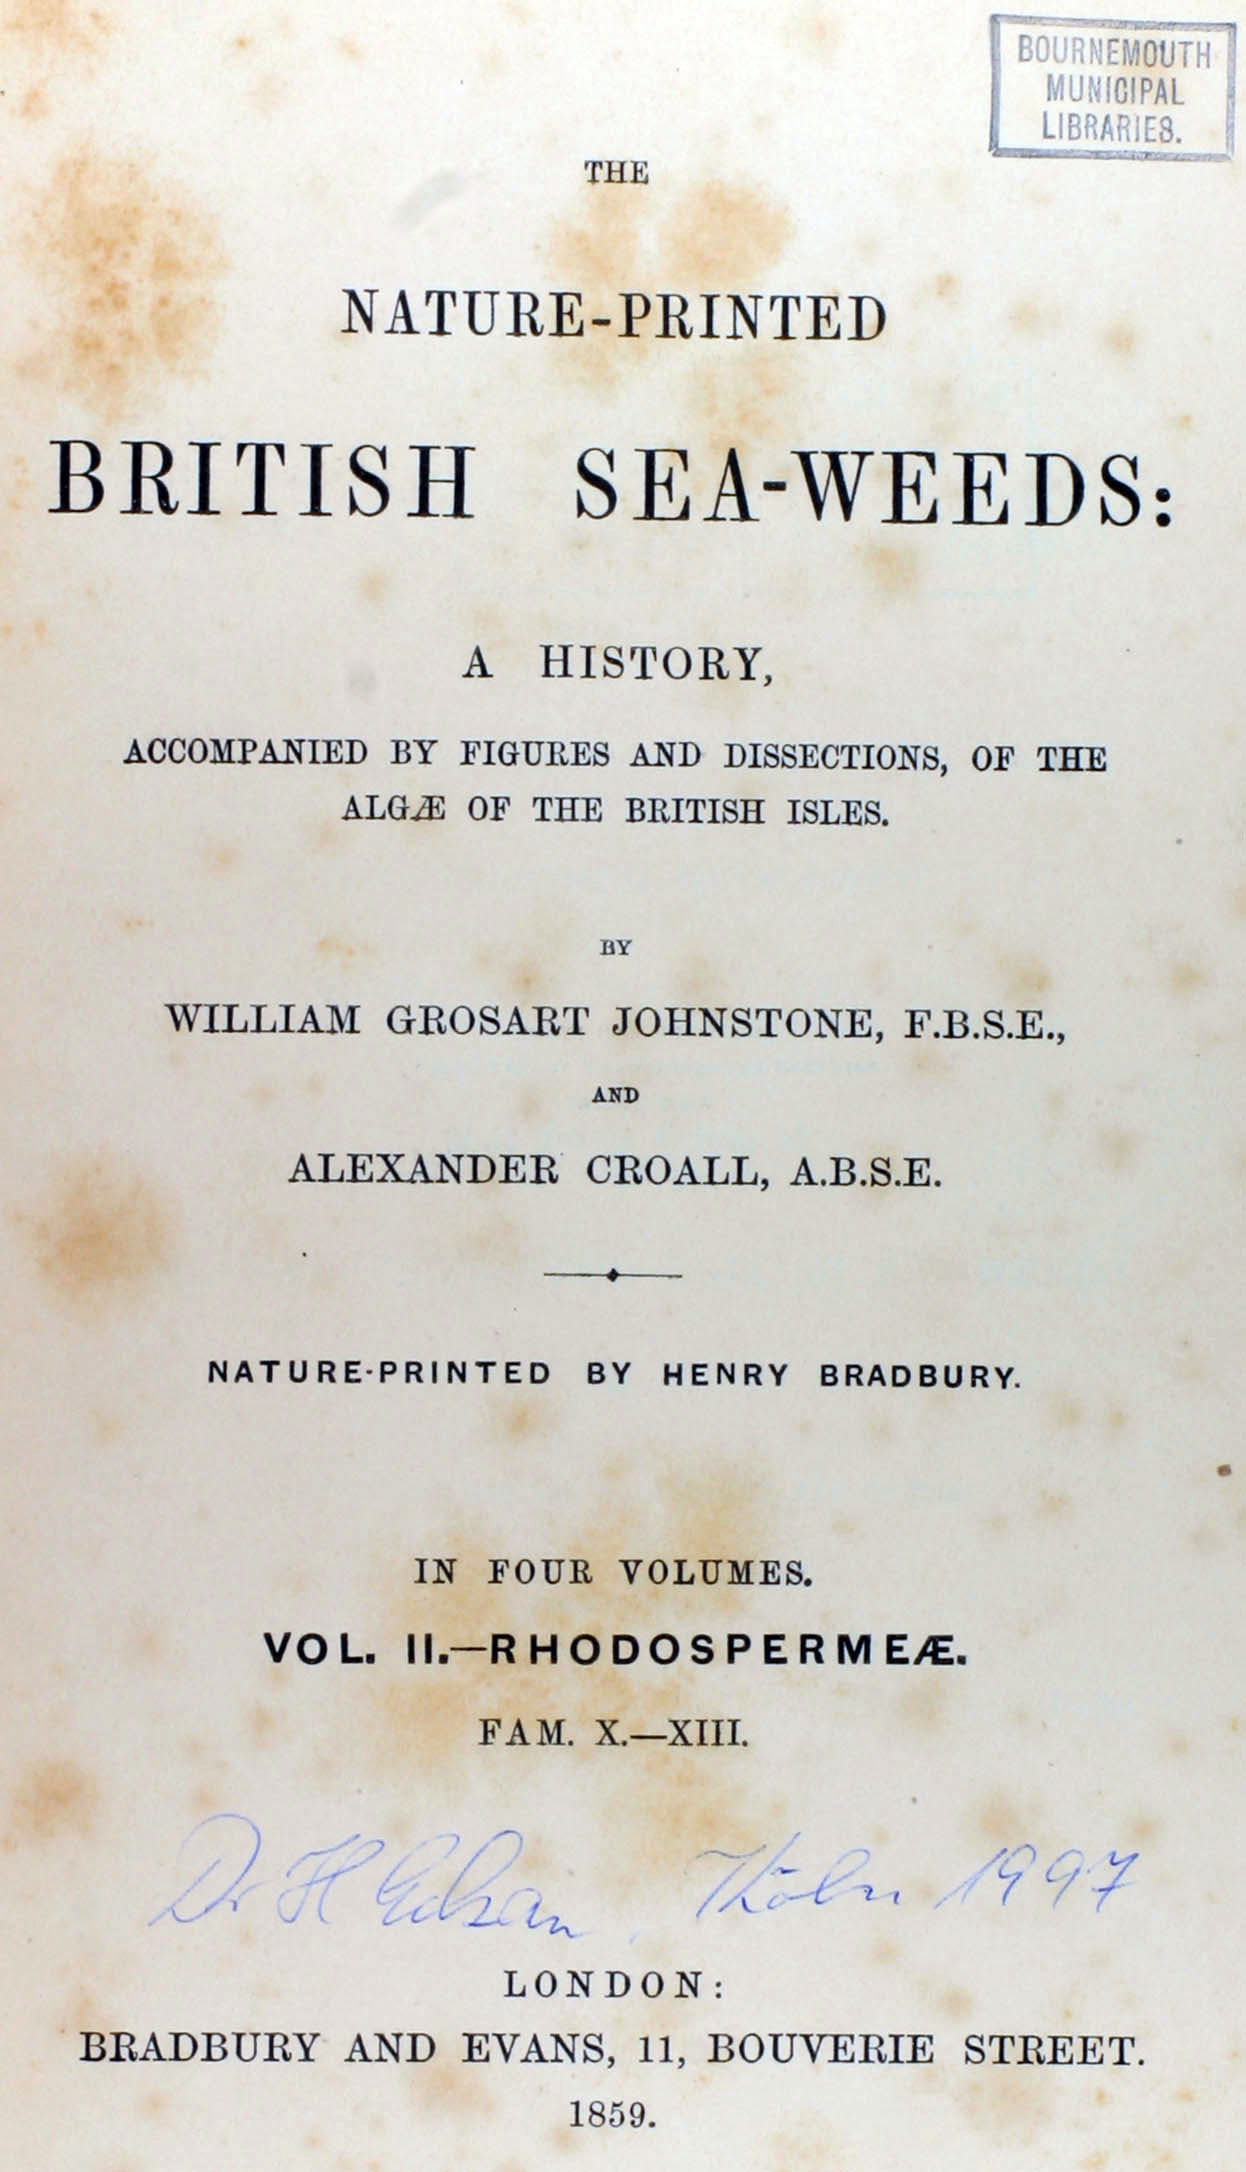 BOURNEMOUTH
MUNICIPAL
LIBRARIES.
THE
NATURE-PRINTED
BRITISH SEA-WEEDS:
A HISTORY,
ACCOMPANIED BY FIGURES AND DISSECTIONS, OF THE
ALGÆ OF THE BRITISH ISLES.
BY
WILLIAM GROSART JOHNSTONE, F.B.S.E.,
AND
ALEXANDER CROALL, A.B.S.E.
NATURE-PRINTED BY HENRY BRADBURY.
IN FOUR VOLUMES.
VOL. II.—RHODOSPERMEÆ.
FAM. X.—XIII.
Dr H Köln 1997
LONDON:
BRADBURY AND EVANS, 11, BOUVERIE STREET.
1859.